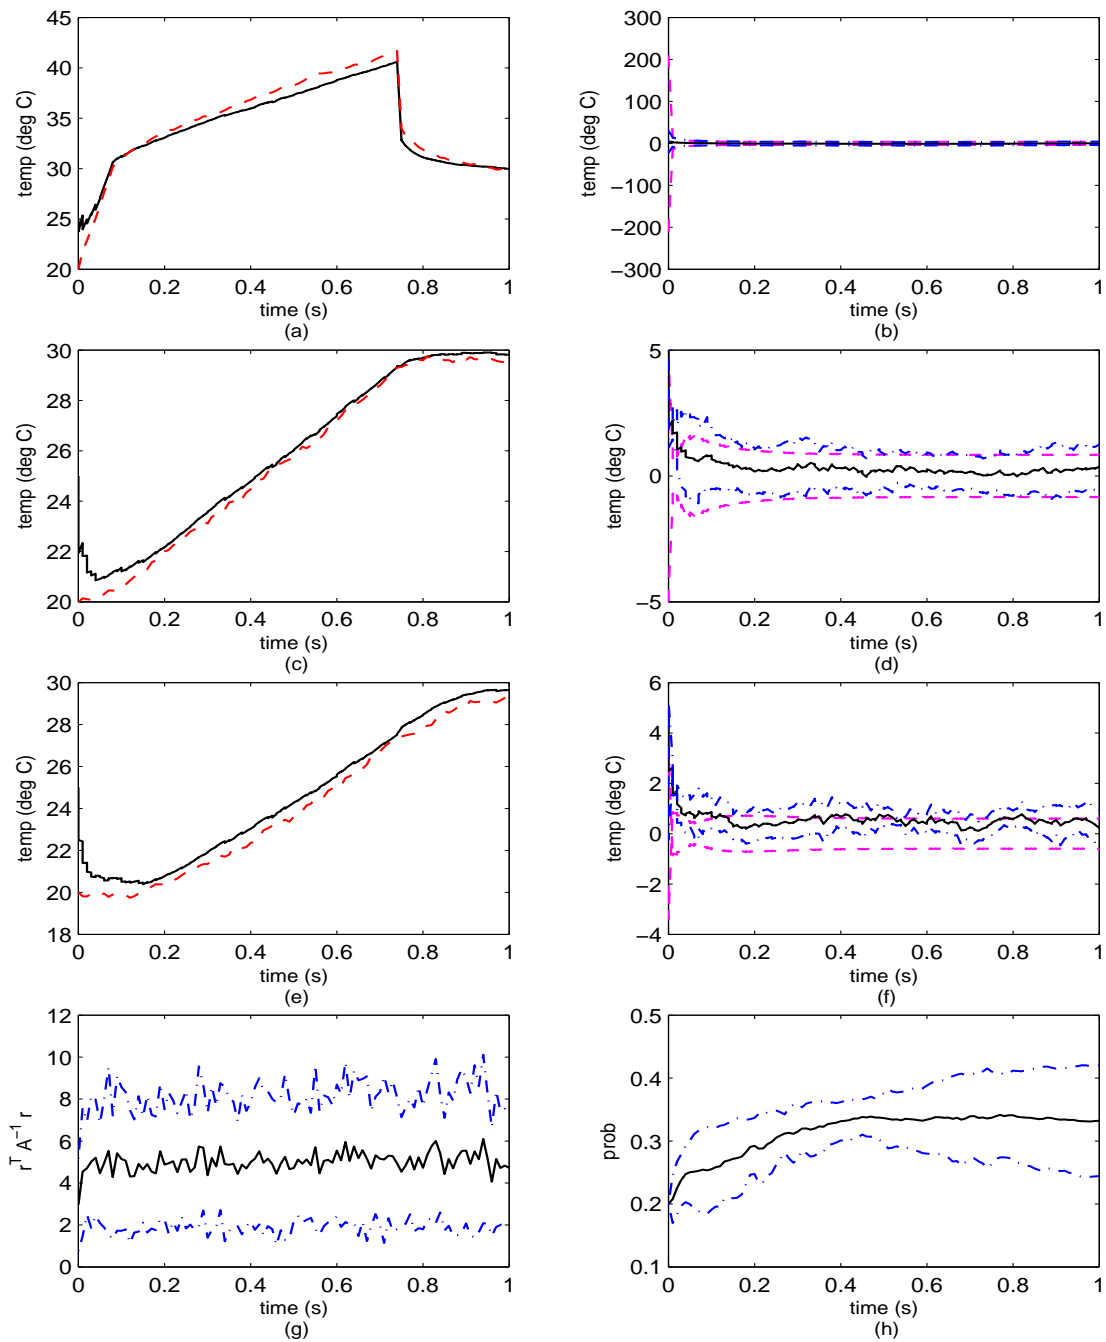 45
40
35
30
25
20
temp (deg C)
0 0.2 0.4 0.6 0.8 1
time (s)
(a)
300
200
100
0
−100
−200
−300
temp (deg C)
0 0.2 0.4 0.6 0.8 1
time (s)
(b)
30
28
26
24
22
20
temp (deg C)
0 0.2 0.4 0.6 0.8 1
time (s)
(c)
5
0
−5
temp (deg C)
0 0.2 0.4 0.6 0.8 1
time (s)
(d)
30
28
26
24
22
20
18
temp (deg C)
0 0.2 0.4 0.6 0.8 1
time (s)
(e)
6
4
2
0
−2
−4
temp (deg C)
0 0.2 0.4 0.6 0.8 1
time (s)
(f)
12
10
8
6
4
2
0
r^T A^−1 r
0 0.2 0.4 0.6 0.8 1
time (s)
(g)
0.5
0.4
0.3
0.2
0.1
prob
0 0.2 0.4 0.6 0.8 1
time (s)
(h)